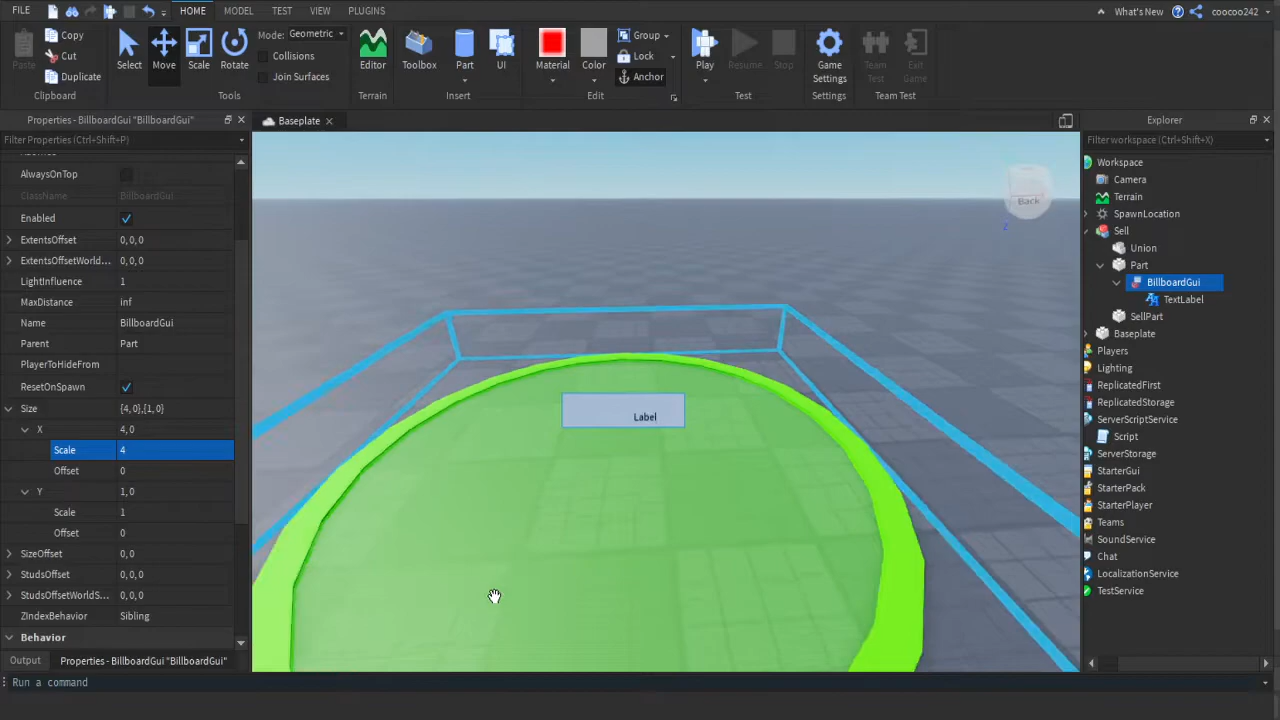 FILE HOME MODEL TEST VIEW PLUGINS What's New coocoo242
Paste Copy Cut Duplicate Select Move Scale Rotate Mode: Geometric Collisions Join Surfaces Editor Toolbox Part UI Material Color Group Lock Anchor Play Resume Stop Game Settings Team Test Exit Game
Clipboard Tools Terrain Insert Edit Test Settings Team Test
Properties - BillboardGui "BillboardGui"
Filter Properties (Ctrl+Shift+P)
AlwaysOnTop
ClassName BillboardGui
Enabled
ExtentsOffset 0,0,0
ExtentsOffsetWorld... 0,0,0
LightInfluence 1
MaxDistance inf
Name BillboardGui
Parent Part
PlayerToHideFrom
ResetOnSpawn
Size {4, 0},{1, 0}
X 4,0
Scale 4
Offset 0
Y 1,0
Scale 1
Offset 0
SizeOffset 0,0
StudsOffset 0,0,0
StudsOffsetWorldS... 0,0,0
ZIndexBehavior Sibling
Behavior
Output Properties - BillboardGui "BillboardGui"
Run a command
Baseplate
Back
Z
Label
Explorer
Filter workspace (Ctrl+Shift+X)
Workspace
Camera
Terrain
SpawnLocation
Sell
Union
Part
BillboardGui
TextLabel
SellPart
Baseplate
Players
Lighting
ReplicatedFirst
ReplicatedStorage
ServerScriptService
Script
ServerStorage
StarterGui
StarterPack
StarterPlayer
Teams
SoundService
Chat
LocalizationService
TestService